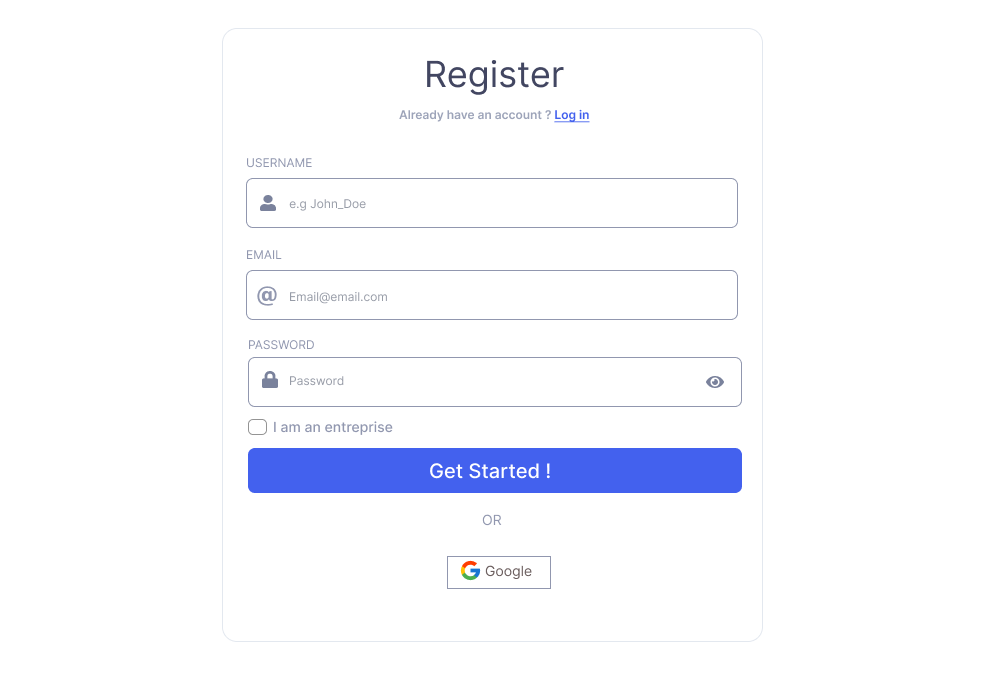 Register
Already have an account ? Log in
USERNAME
e.g John_Doe
EMAIL
@ Email@email.com
PASSWORD
Password
I am an entreprise
Get Started !
OR
Google